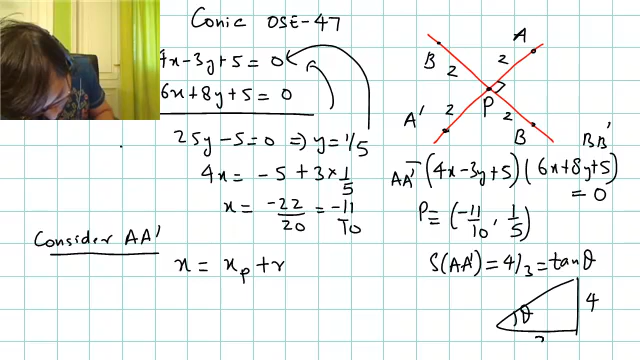 Conic OSE-47
4x-3y+5=0
6x+8y+5=0
25y-5=0 ⇒ y=1/5
4x = -5 + 3×1/5
x = -22/20 = -11/10
Consider AA'
x = x_p + r
A
B
2
2
P
2
2
A'
B
BB'
AA' (4x-3y+5)(6x+8y+5) = 0
P ≡ (-11/10, 1/5)
S(AA') = 4/3 = tanθ
θ
4